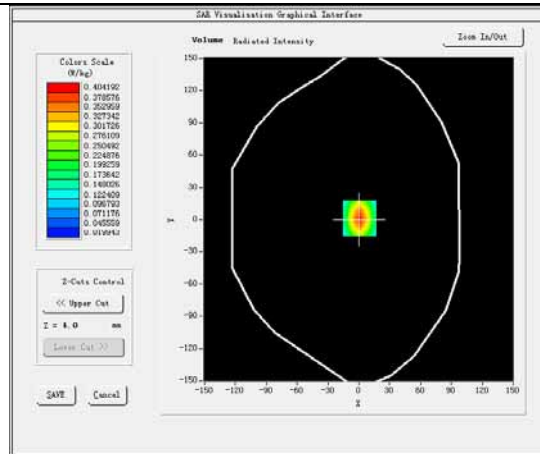 SAR Visualisation Graphical Interface
Volume Radiated Intensity
Zoom In/Out
Colors Scale
(W/kg)
0.404192
0.378576
0.352959
0.327342
0.301726
0.276109
0.250492
0.224876
0.199259
0.173642
0.148026
0.122409
0.096793
0.071176
0.045559
0.019943
150
120
90
60
30
0
-30
-60
-90
-120
-150
Y
-150 -120 -90 -60 -30 0 30 60 90 120 150
X
Z-Cuts Control
<< Upper Cut
Z = 4.0 mm
Lower Cut >>
SAVE
Cancel